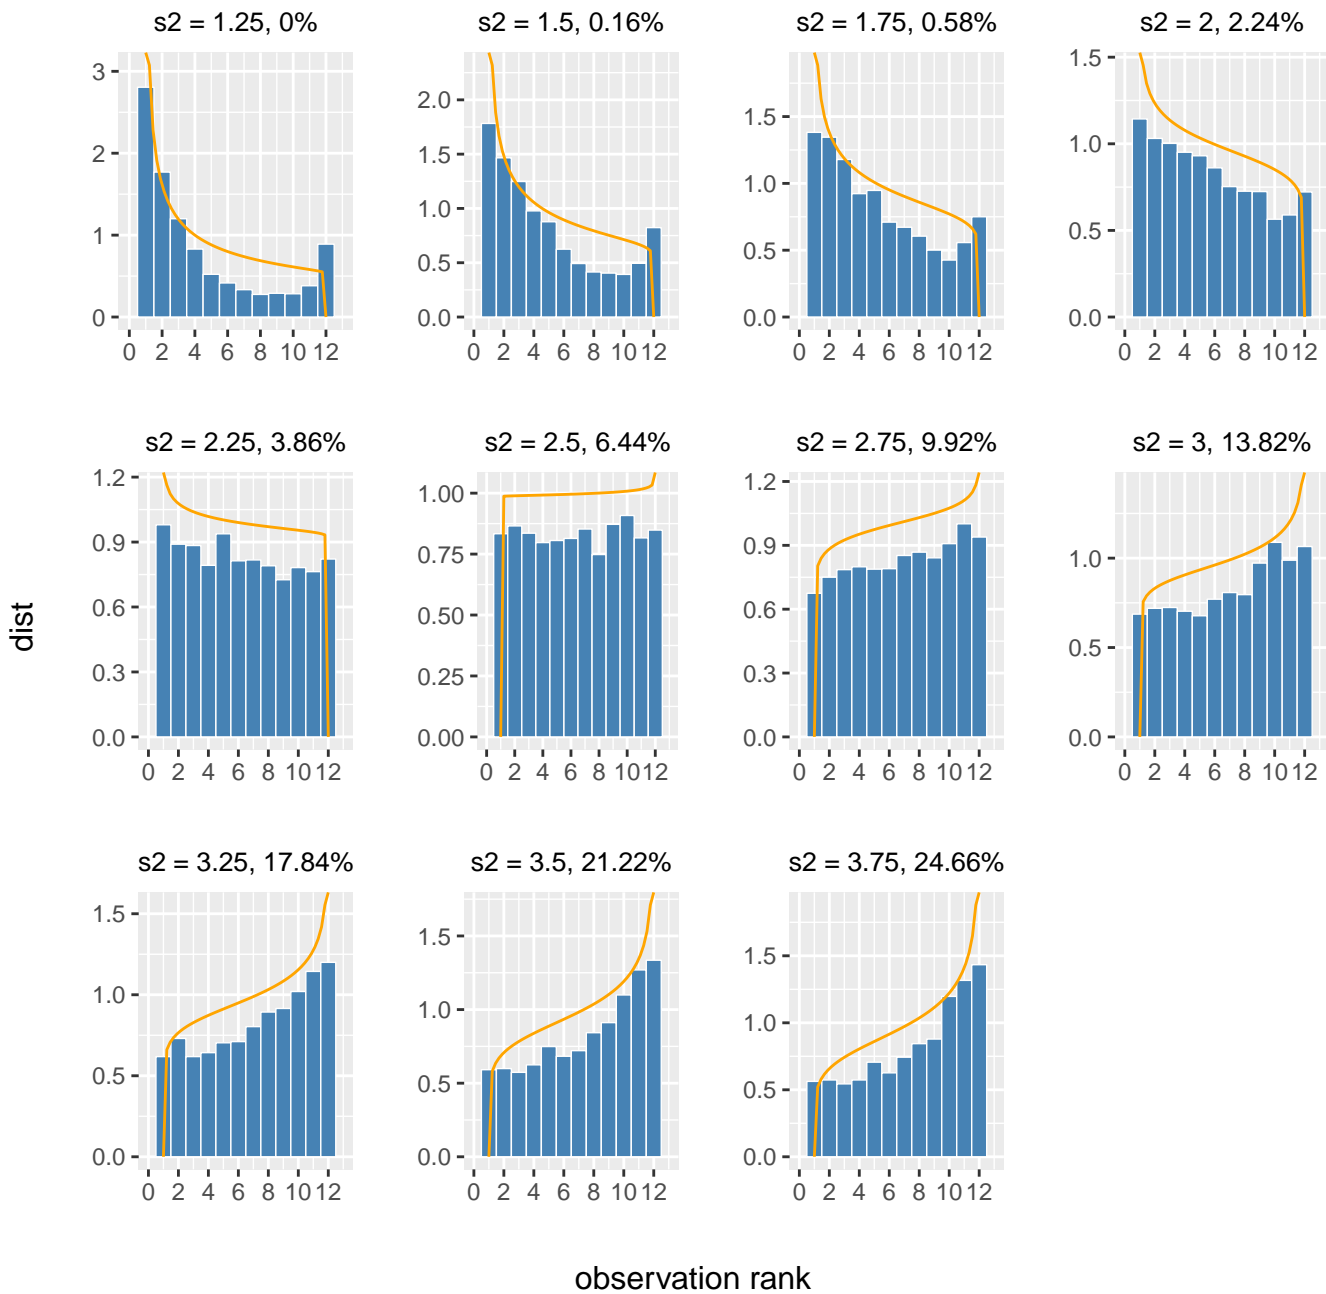 s2 = 1.25, 0%
s2 = 1.5, 0.16%
s2 = 1.75, 0.58%
s2 = 2, 2.24%
3
2
1
0
0 2 4 6 8 10 12
2.0
1.5
1.0
0.5
0.0
0 2 4 6 8 10 12
1.5
1.0
0.5
0.0
0 2 4 6 8 10 12
1.5
1.0
0.5
0.0
0 2 4 6 8 10 12
s2 = 2.25, 3.86%
s2 = 2.5, 6.44%
s2 = 2.75, 9.92%
s2 = 3, 13.82%
1.2
0.9
0.6
0.3
0.0
0 2 4 6 8 10 12
1.00
0.75
0.50
0.25
0.00
0 2 4 6 8 10 12
1.2
0.9
0.6
0.3
0.0
0 2 4 6 8 10 12
1.0
0.5
0.0
0 2 4 6 8 10 12
dist
s2 = 3.25, 17.84%
s2 = 3.5, 21.22%
s2 = 3.75, 24.66%
1.5
1.0
0.5
0.0
0 2 4 6 8 10 12
1.5
1.0
0.5
0.0
0 2 4 6 8 10 12
1.5
1.0
0.5
0.0
0 2 4 6 8 10 12
observation rank